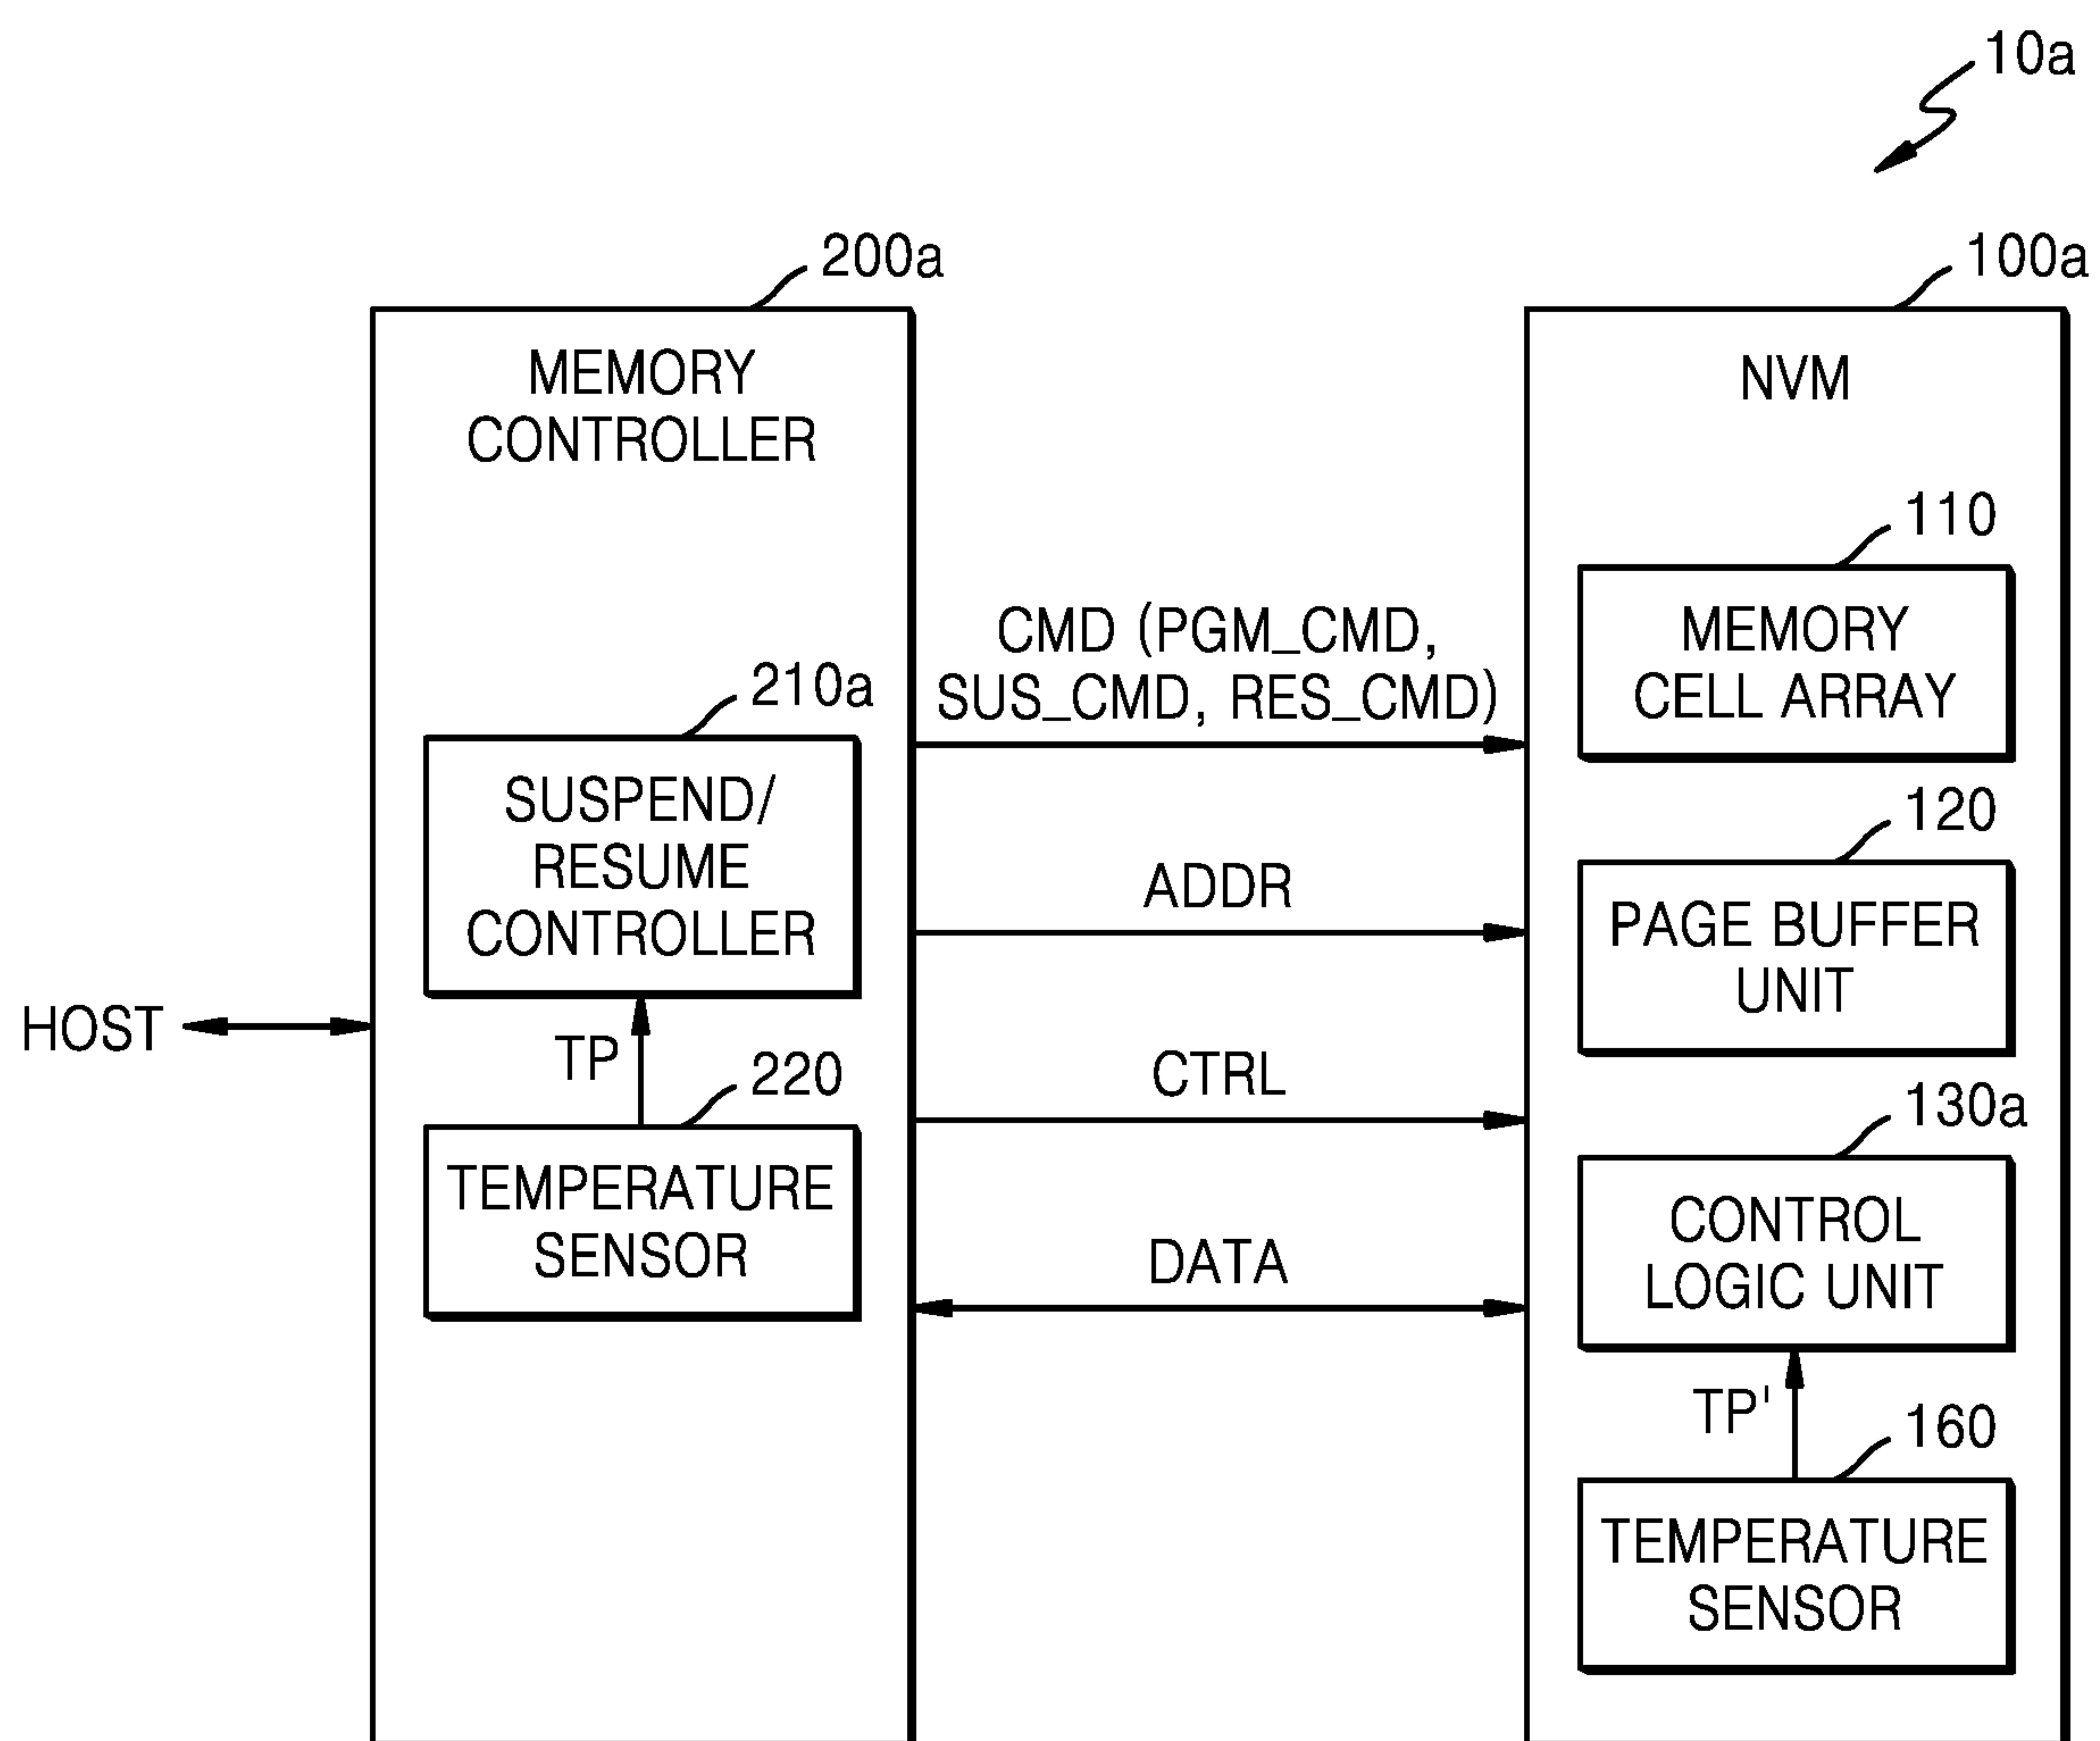 10a
200a
100a
MEMORY
CONTROLLER
NVM
110
CMD (PGM_CMD,
SUS_CMD, RES_CMD)
MEMORY
CELL ARRAY
210a
SUSPEND/
RESUME
CONTROLLER
120
ADDR
PAGE BUFFER
UNIT
HOST
TP
220
CTRL
130a
TEMPERATURE
SENSOR
CONTROL
LOGIC UNIT
DATA
TP'
160
TEMPERATURE
SENSOR